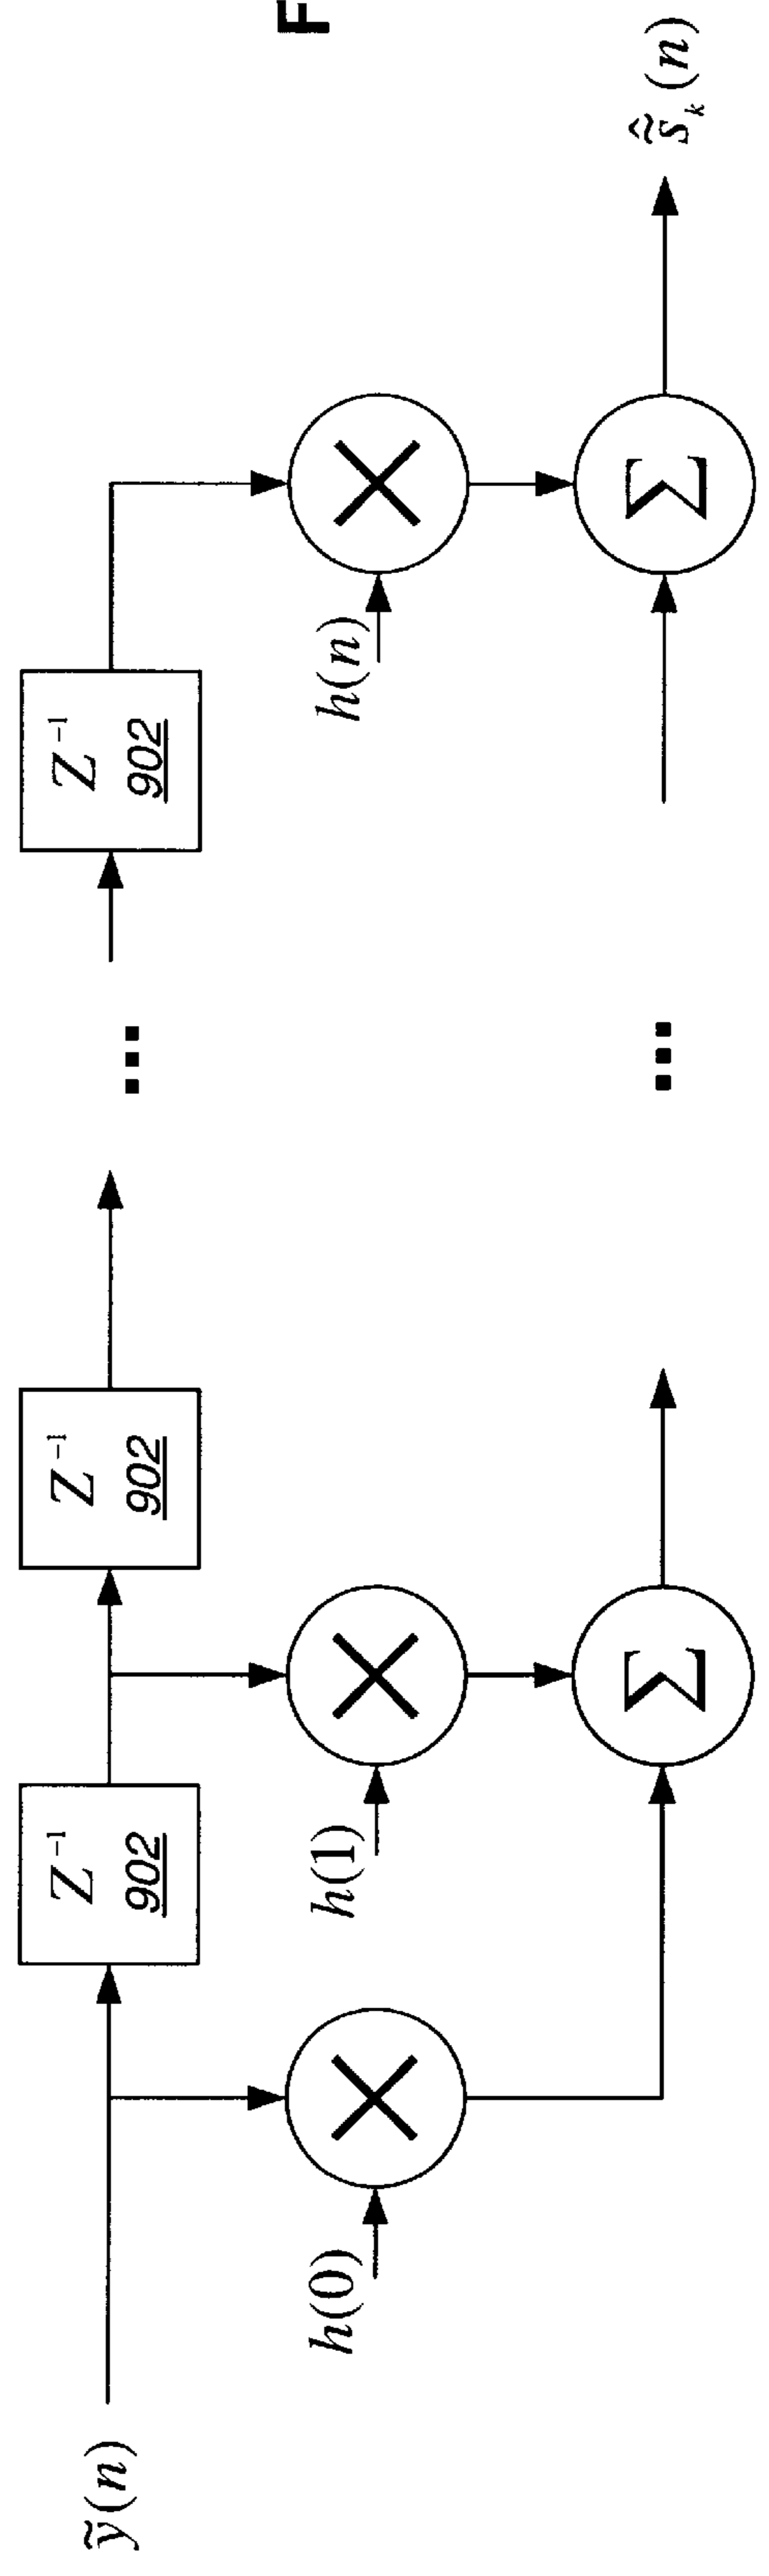 ỹ(n)
Z⁻¹
902
Z⁻¹
902
...
Z⁻¹
902
h(0)
h(1)
h(n)
...
ŝ̃ₖ(n)
F